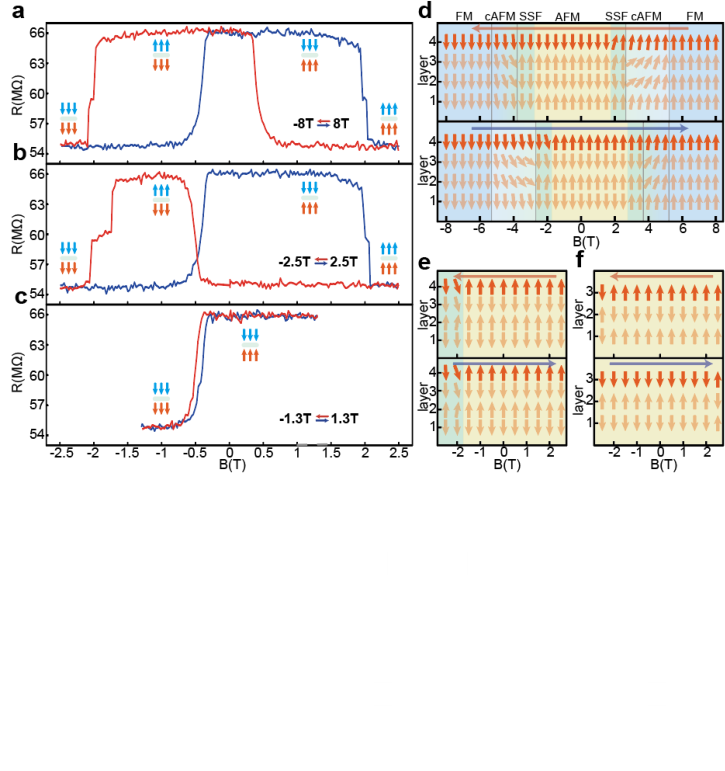 a
R(MΩ)
66
63
60
57
54
-8T 8T
b
R(MΩ)
66
63
60
57
54
-2.5T 2.5T
c
R(MΩ)
66
63
60
57
54
-1.3T 1.3T
-2.5 -2 -1.5 -1 -0.5 0 0.5 1 1.5 2 2.5
B(T)
d
FM cAFM SSF AFM SSF cAFM FM
layer
4
3
2
1
layer
4
3
2
1
-8 -6 -4 -2 0 2 4 6 8
B(T)
e
layer
4
3
2
1
layer
4
3
2
1
-2 -1 0 1 2
B(T)
f
layer
3
2
1
layer
3
2
1
-2 -1 0 1 2
B(T)